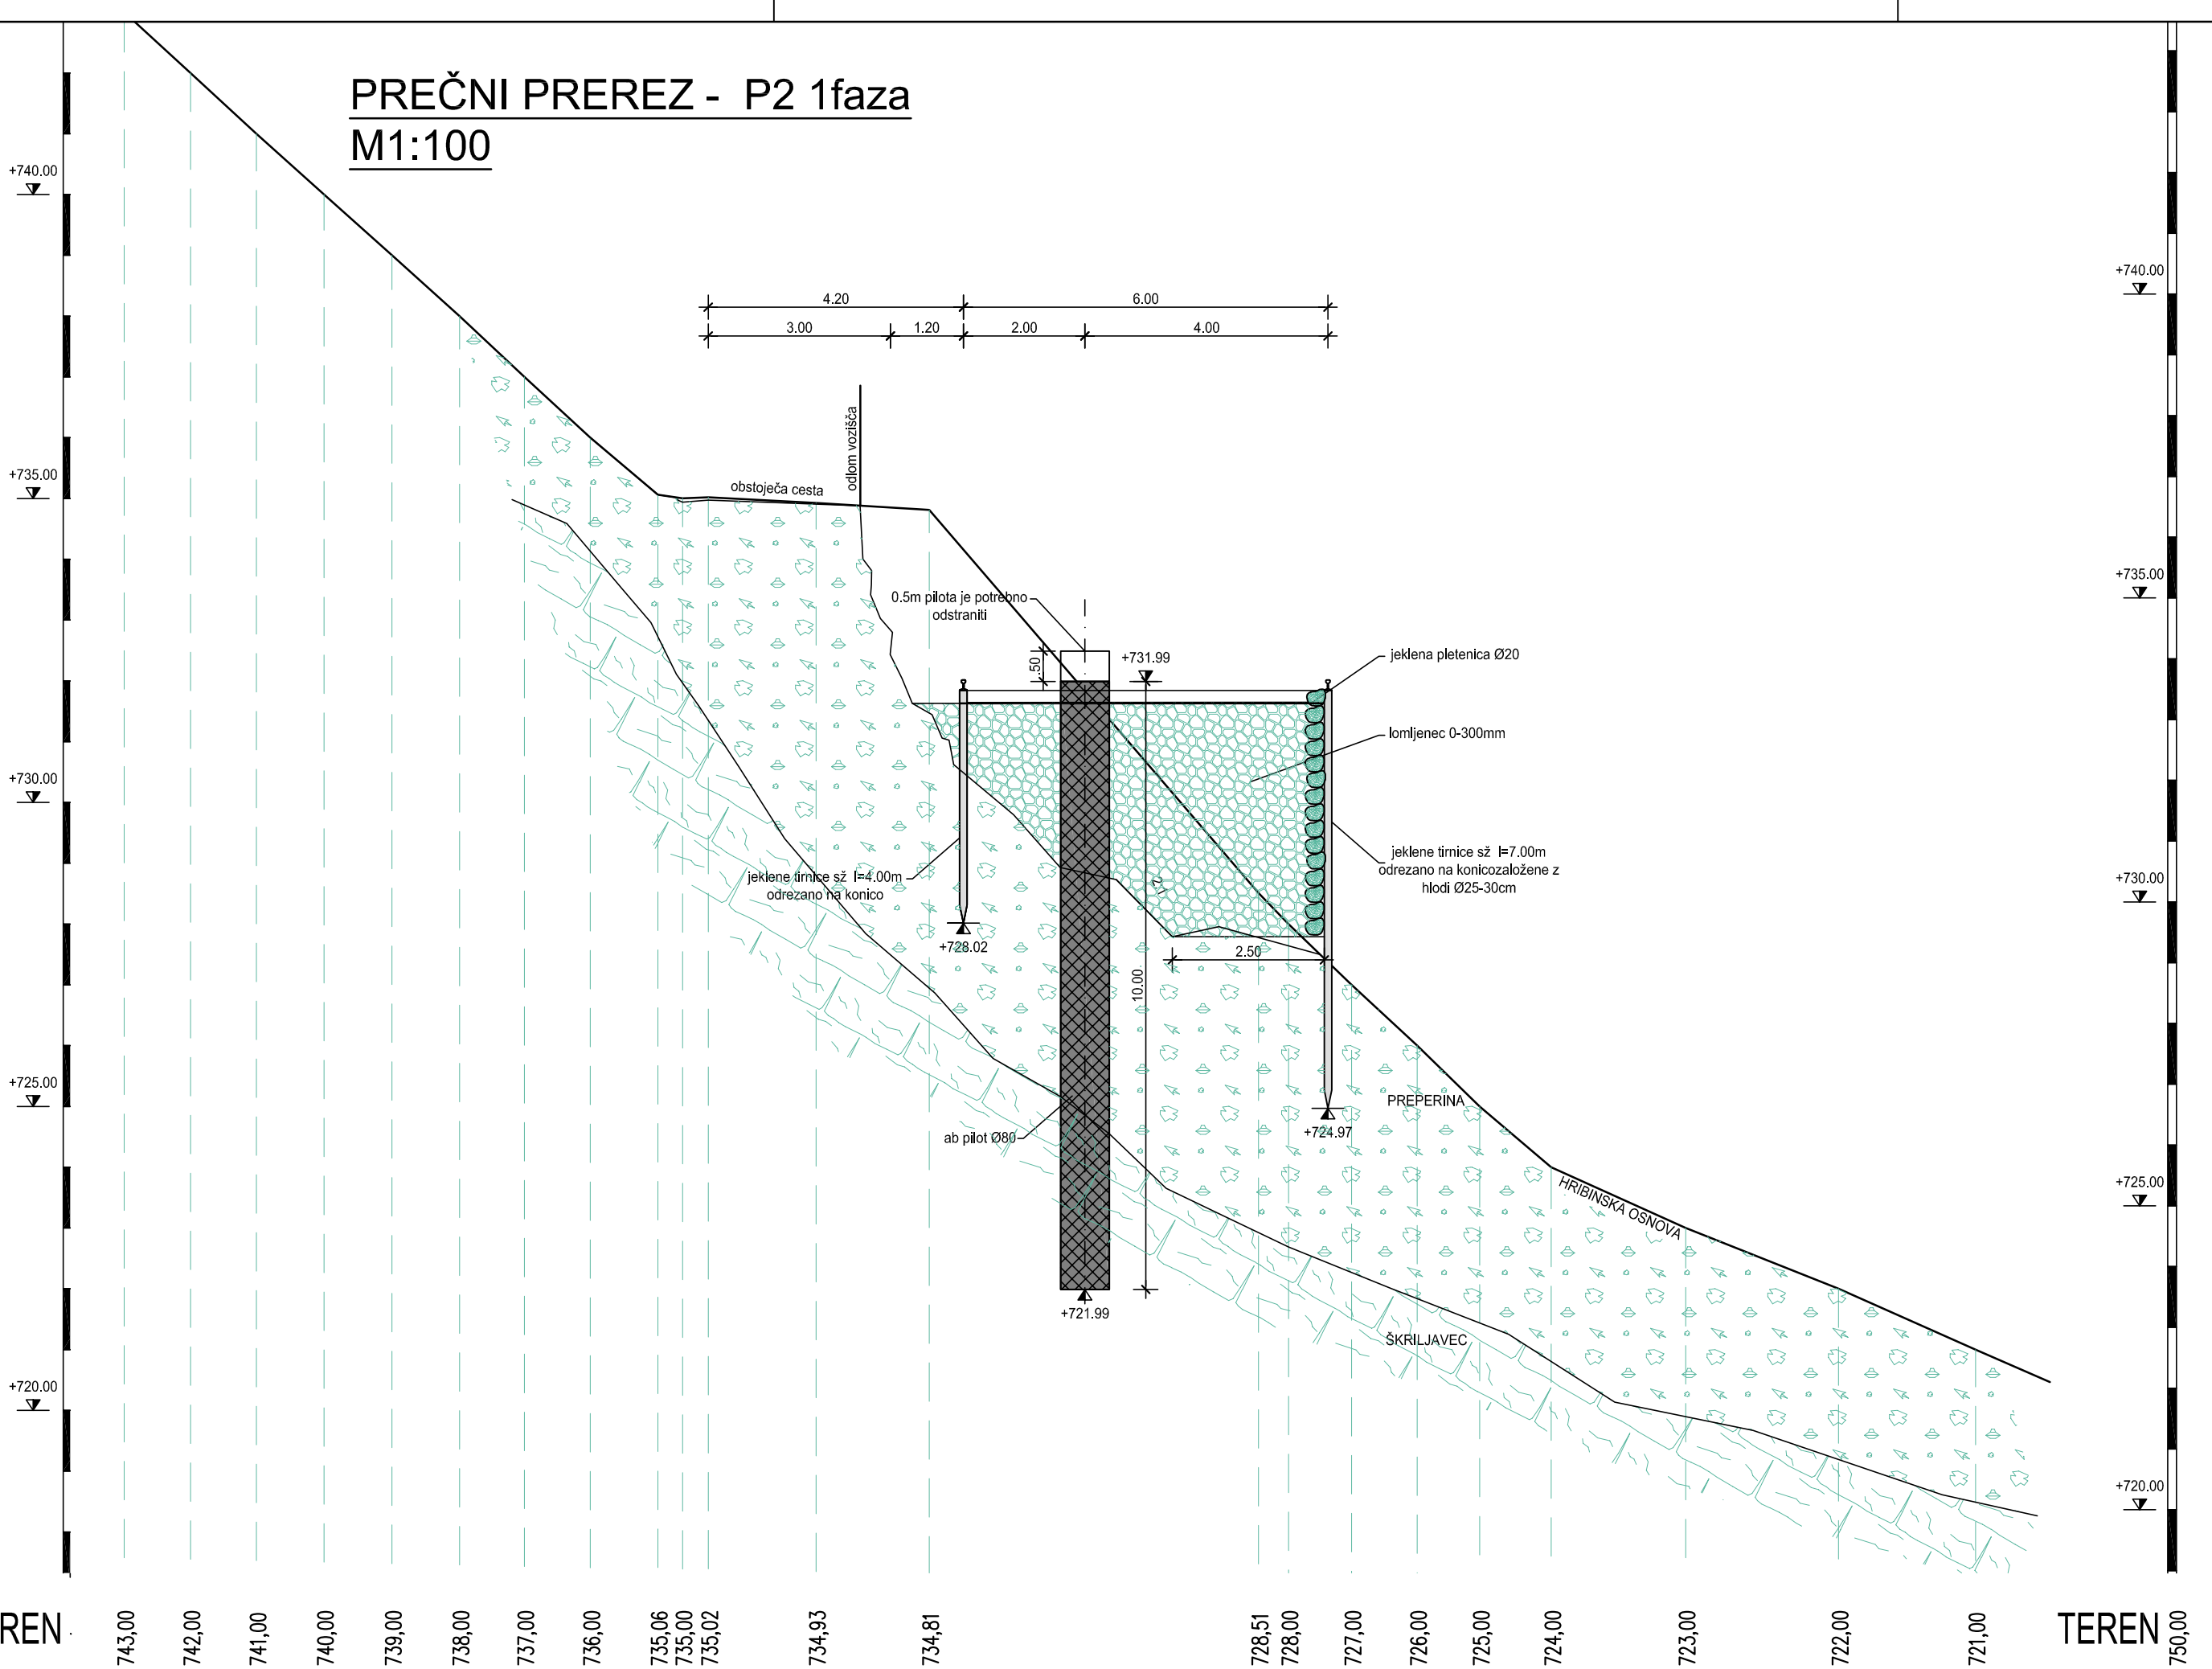 PREČNI PREREZ - P2 1faza
M1:100
+740.00
+735.00
+730.00
+725.00
+720.00
+740.00
+735.00
+730.00
+725.00
+720.00
4.20
6.00
3.00
1.20
2.00
4.00
odlom vozišča
obstoječa cesta
0.5m pilota je potrebno
odstraniti
.50
+731.99
jeklena pletenica Ø20
lomljenec 0-300mm
jeklene tirnice sž l=7.00m
odrezano na konicozaložene z
hlodi Ø25-30cm
jeklene tirnice sž l=4.00m
odrezano na konico
2:1
+728.02
2.50
10.00
PREPERINA
+724.97
ab pilot Ø80
HRIBINSKA OSNOVA
+721.99
ŠKRILJAVEC
REN
743,00
742,00
741,00
740,00
739,00
738,00
737,00
736,00
735,06
735,00
735,02
734,93
734,81
728,51
728,00
727,00
726,00
725,00
724,00
723,00
722,00
721,00
TEREN
750,00